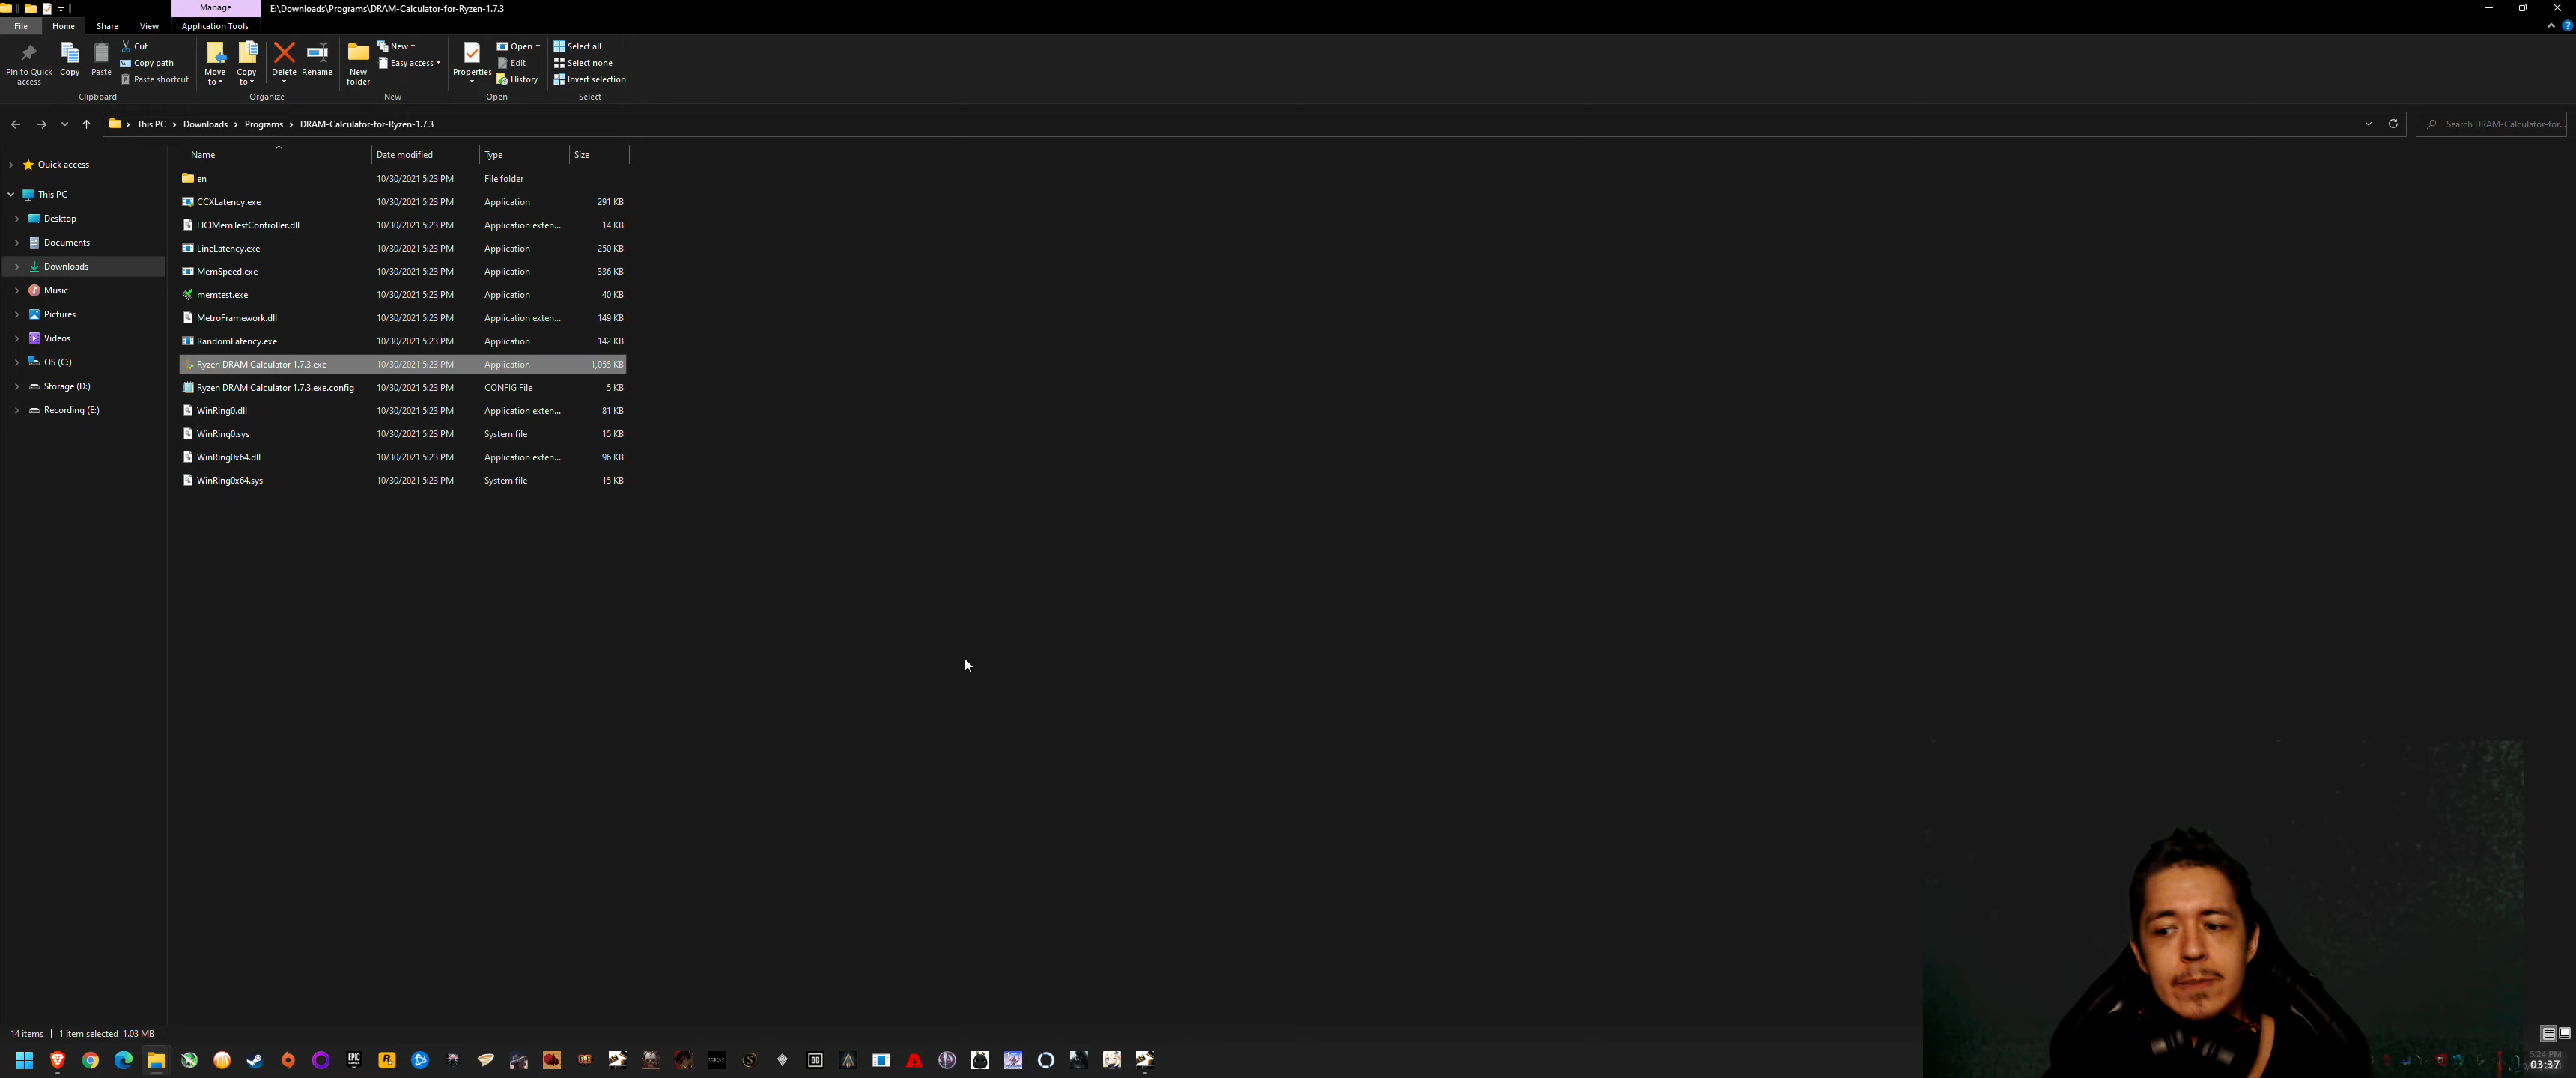 Manage
E:\Downloads\Programs\DRAM-Calculator-for-Ryzen-1.7.3
File
Home
Share
View
Application Tools
Pin to Quick access
Copy
Paste
Cut
Copy path
Paste shortcut
Clipboard
Move to
Copy to
Delete
Rename
Organize
New folder
New
Easy access
New
Properties
Open
Edit
History
Open
Select all
Select none
Invert selection
Select
This PC > Downloads > Programs > DRAM-Calculator-for-Ryzen-1.7.3
Search DRAM-Calculator-for...
Quick access
This PC
Desktop
Documents
Downloads
Music
Pictures
Videos
OS (C:)
Storage (D:)
Recording (E:)
Name Date modified Type Size
en 10/30/2021 5:23 PM File folder
CCXLatency.exe 10/30/2021 5:23 PM Application 291 KB
HCIMemTestController.dll 10/30/2021 5:23 PM Application exten... 14 KB
LineLatency.exe 10/30/2021 5:23 PM Application 250 KB
MemSpeed.exe 10/30/2021 5:23 PM Application 336 KB
memtest.exe 10/30/2021 5:23 PM Application 40 KB
MetroFramework.dll 10/30/2021 5:23 PM Application exten... 149 KB
RandomLatency.exe 10/30/2021 5:23 PM Application 142 KB
Ryzen DRAM Calculator 1.7.3.exe 10/30/2021 5:23 PM Application 1,055 KB
Ryzen DRAM Calculator 1.7.3.exe.config 10/30/2021 5:23 PM CONFIG File 5 KB
WinRing0.dll 10/30/2021 5:23 PM Application exten... 81 KB
WinRing0.sys 10/30/2021 5:23 PM System file 15 KB
WinRing0x64.dll 10/30/2021 5:23 PM Application exten... 96 KB
WinRing0x64.sys 10/30/2021 5:23 PM System file 15 KB
14 items 1 item selected 1.03 MB
EPIC
GAMES
R
OG
5:24 PM
03:37